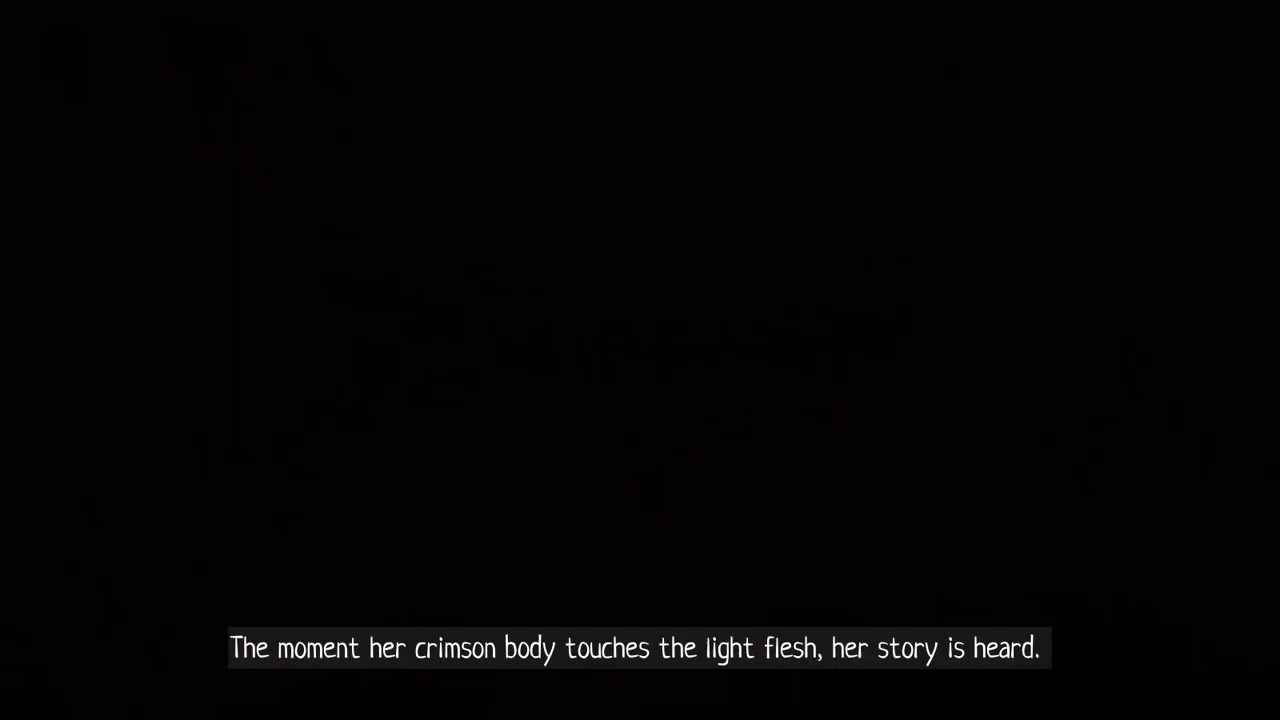 The moment her crimson body touches the light flesh, her story is heard.